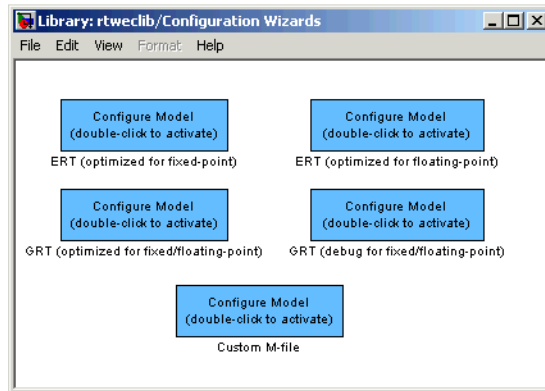 Library: rtweclib/Configuration Wizards
File Edit View Format Help
Configure Model
(double-click to activate)
ERT (optimized for fixed-point)
Configure Model
(double-click to activate)
ERT (optimized for floating-point)
Configure Model
(double-click to activate)
GRT (optimized for fixed/floating-point)
Configure Model
(double-click to activate)
GRT (debug for fixed/floating-point)
Configure Model
(double-click to activate)
Custom M-file